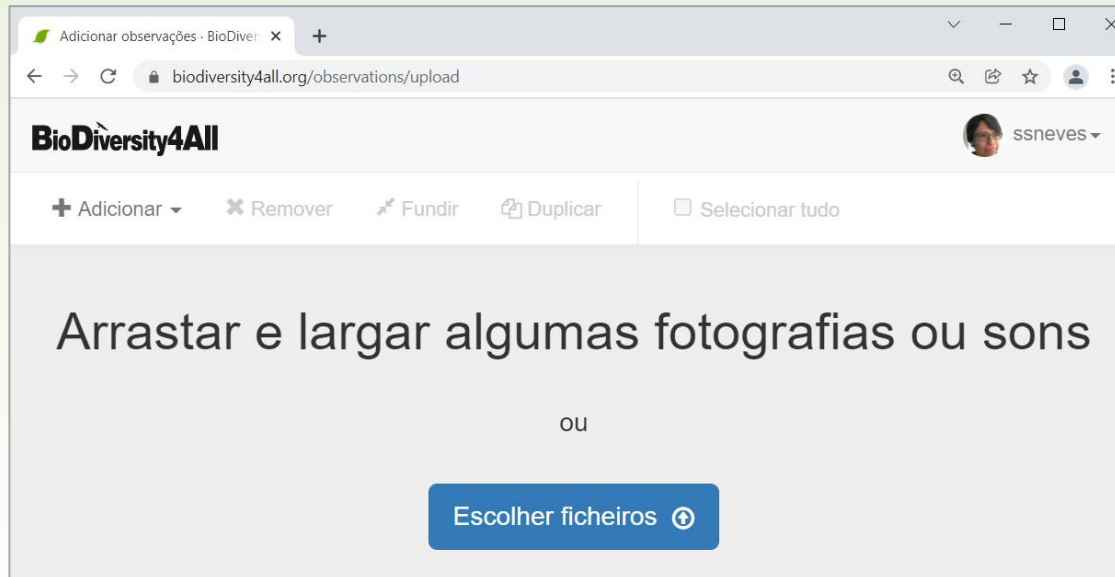 Adicionar observações · BioDiver
biodiversity4all.org/observations/upload
BioDiversity4All
ssneves
Adicionar Remover Fundir Duplicar Selecionar tudo
Arrastar e largar algumas fotografias ou sons
ou
Escolher ficheiros